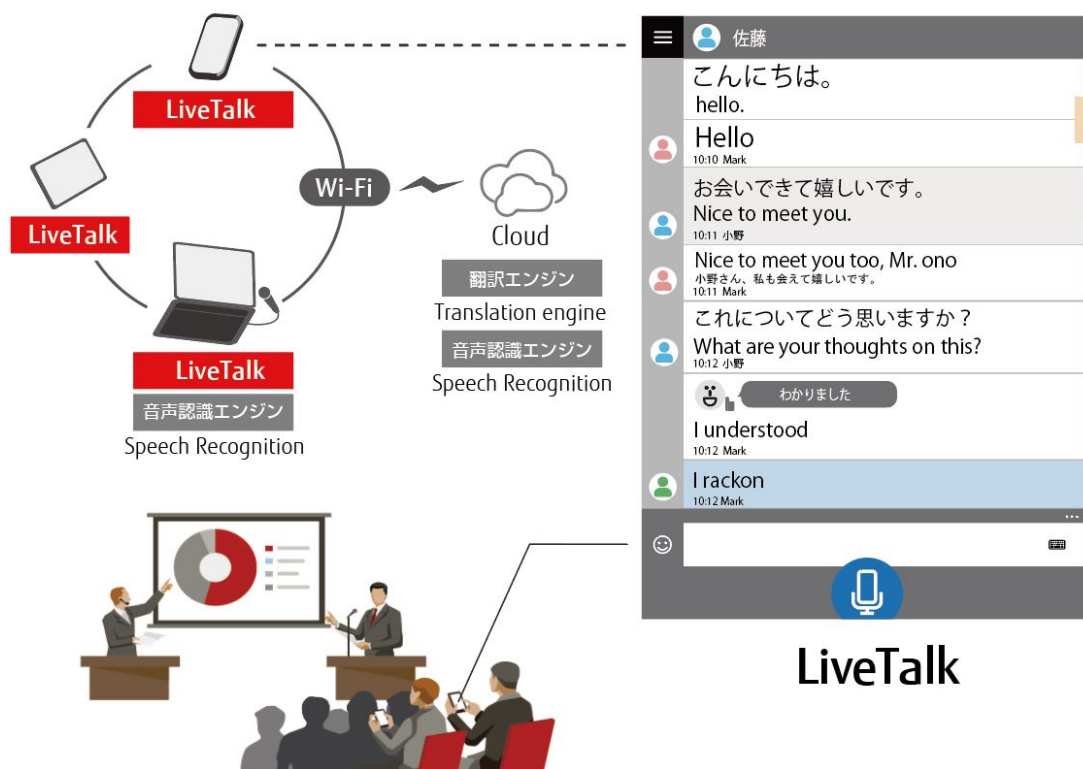 LiveTalk
LiveTalk
Wi-Fi
Cloud
翻訳エンジン
Translation engine
音声認識エンジン
Speech Recognition
LiveTalk
音声認識エンジン
Speech Recognition
佐藤
こんにちは。
hello.
Hello
10:10 Mark
お会いできて嬉しいです。
Nice to meet you.
10:11 小野
Nice to meet you too, Mr. ono
小野さん、私も会えて嬉しいです。
10:11 Mark
これについてどう思いますか？
What are your thoughts on this?
10:12 小野
わかりました
I understood
10:12 Mark
I rackon
10:12 Mark
LiveTalk